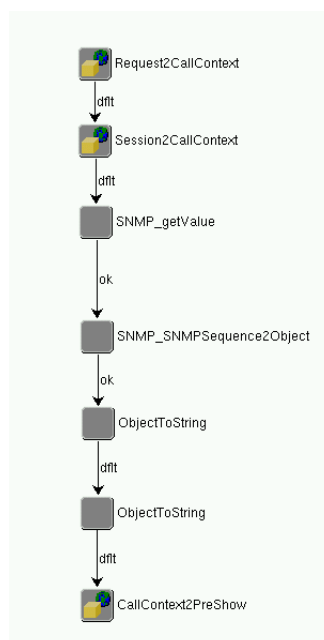 Request2CallContext
dflt
Session2CallContext
dflt
SNMP_getValue
ok
SNMP_SNMPSequence2Object
ok
ObjectToString
dflt
ObjectToString
dflt
CallContext2PreShow